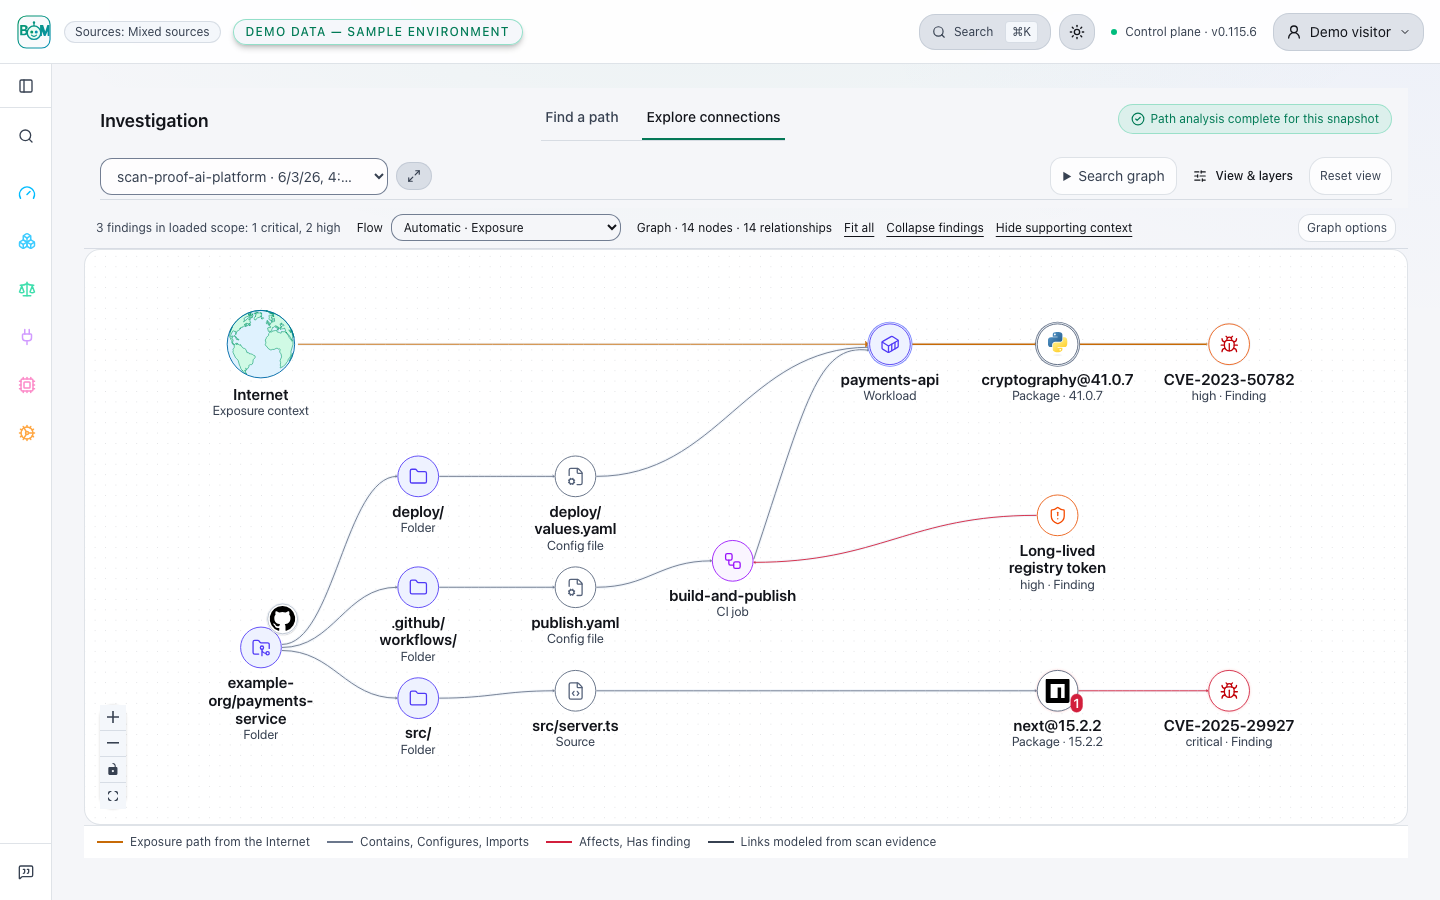 BOM
Sources: Mixed sources
DEMO DATA — SAMPLE ENVIRONMENT
Search ⌘K
Control plane · v0.115.6
Demo visitor
Investigation
Find a path
Explore connections
Path analysis complete for this snapshot
scan-proof-ai-platform · 6/3/26, 4:...
Search graph
View & layers
Reset view
3 findings in loaded scope: 1 critical, 2 high
Flow
Automatic · Exposure
Graph · 14 nodes · 14 relationships
Fit all
Collapse findings
Hide supporting context
Graph options
Internet
Exposure context
payments-api
Workload
cryptography@41.0.7
Package · 41.0.7
CVE-2023-50782
high · Finding
deploy/
Folder
deploy/
values.yaml
Config file
Long-lived
registry token
high · Finding
build-and-publish
CI job
.github/
workflows/
Folder
publish.yaml
Config file
example-
org/payments-
service
Folder
src/
Folder
src/server.ts
Source
1
next@15.2.2
Package · 15.2.2
CVE-2025-29927
critical · Finding
Exposure path from the Internet
Contains, Configures, Imports
Affects, Has finding
Links modeled from scan evidence